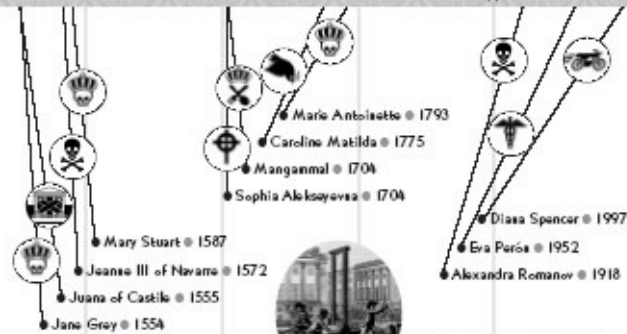 Marie Antoinette 1793
Caroline Matilda 1775
Mangammal 1704
Sophia Alekseyevna 1704
Diana Spencer 1997
Mary Stuart 1587
Eva Perón 1952
Jeanne III of Navarre 1572
Alexandra Romanov 1918
Juana of Castile 1555
Jane Grey 1554